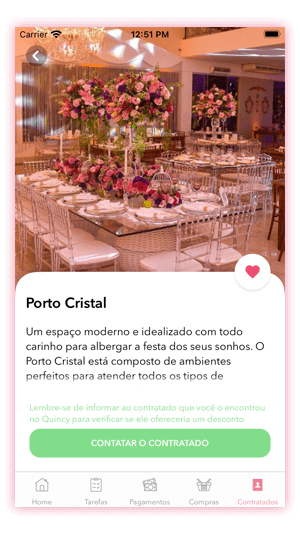 Carrier 12:51 PM
Porto Cristal
Um espaço moderno e idealizado com todo
carinho para albergar a festa dos seus sonhos. O
Porto Cristal está composto de ambientes
perfeitos para atender todos os tipos de
Lembre-se de informar ao contratado que você o encontrou
no Quincy para verificar se ele ofereceria um desconto
CONTATAR O CONTRATADO
Home Tarefas Pagamentos Compras Contratados